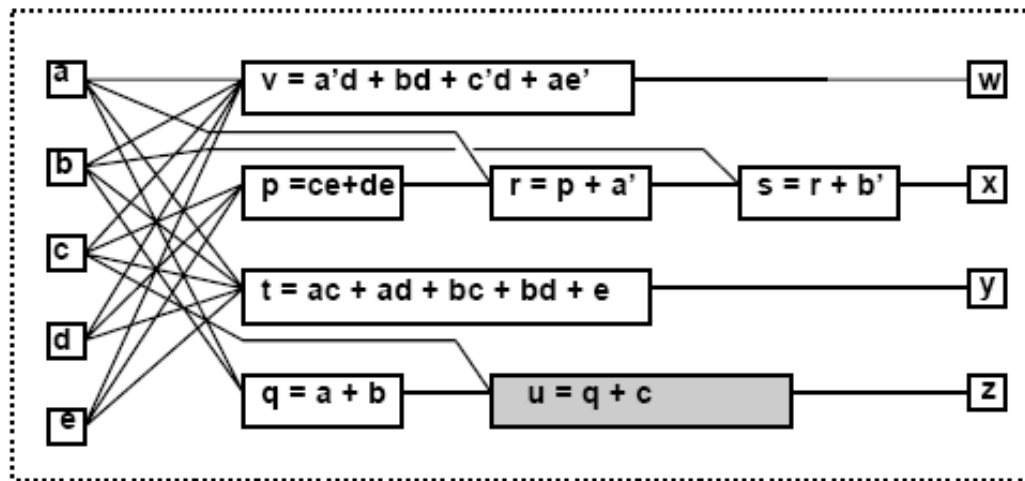 a
v = a’d + bd + c’d + ae’
w
b
p =ce+de
r = p + a’
s = r + b’
x
c
t = ac + ad + bc + bd + e
y
d
q = a + b
u = q + c
z
e